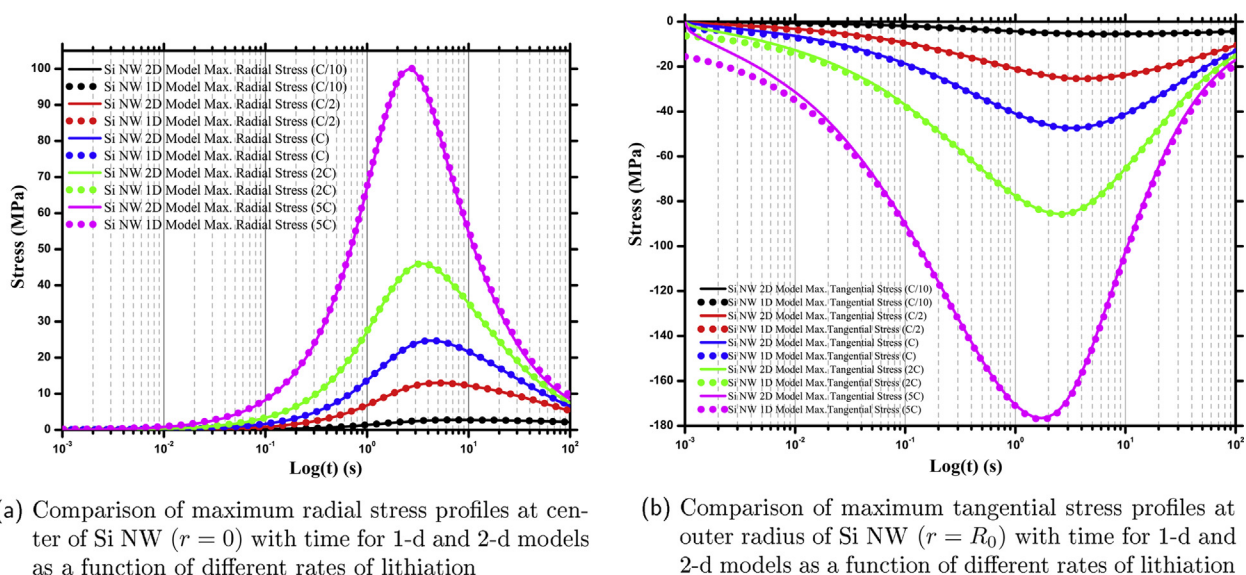 Stress (MPa)
100
90
80
70
60
50
40
30
20
10
0
Si NW 2D Model Max. Radial Stress (C/10)
Si NW 1D Model Max. Radial Stress (C/10)
Si NW 2D Model Max. Radial Stress (C/2)
Si NW 1D Model Max. Radial Stress (C/2)
Si NW 2D Model Max. Radial Stress (C)
Si NW 1D Model Max. Radial Stress (C)
Si NW 2D Model Max. Radial Stress (2C)
Si NW 1D Model Max. Radial Stress (2C)
Si NW 2D Model Max. Radial Stress (5C)
Si NW 1D Model Max. Radial Stress (5C)
10⁻³ 10⁻² 10⁻¹ 10⁰ 10¹ 10²
Log(t) (s)
(a) Comparison of maximum radial stress profiles at cen-
ter of Si NW (r = 0) with time for 1-d and 2-d models
as a function of different rates of lithiation
Stress (MPa)
0
-20
-40
-60
-80
-100
-120
-140
-160
-180
Si NW 2D Model Max. Tangential Stress (C/10)
Si NW 1D Model Max. Tangential Stress (C/10)
Si NW 2D Model Max. Tangential Stress (C/2)
Si NW 1D Model Max. Tangential Stress (C/2)
Si NW 2D Model Max. Tangential Stress (C)
Si NW 1D Model Max. Tangential Stress (C)
Si NW 2D Model Max. Tangential Stress (2C)
Si NW 1D Model Max. Tangential Stress (2C)
Si NW 2D Model Max. Tangential Stress (5C)
Si NW 1D Model Max. Tangential Stress (5C)
10⁻³ 10⁻² 10⁻¹ 10⁰ 10¹ 10²
Log(t) (s)
(b) Comparison of maximum tangential stress profiles at
outer radius of Si NW (r = R₀) with time for 1-d and
2-d models as a function of different rates of lithiation